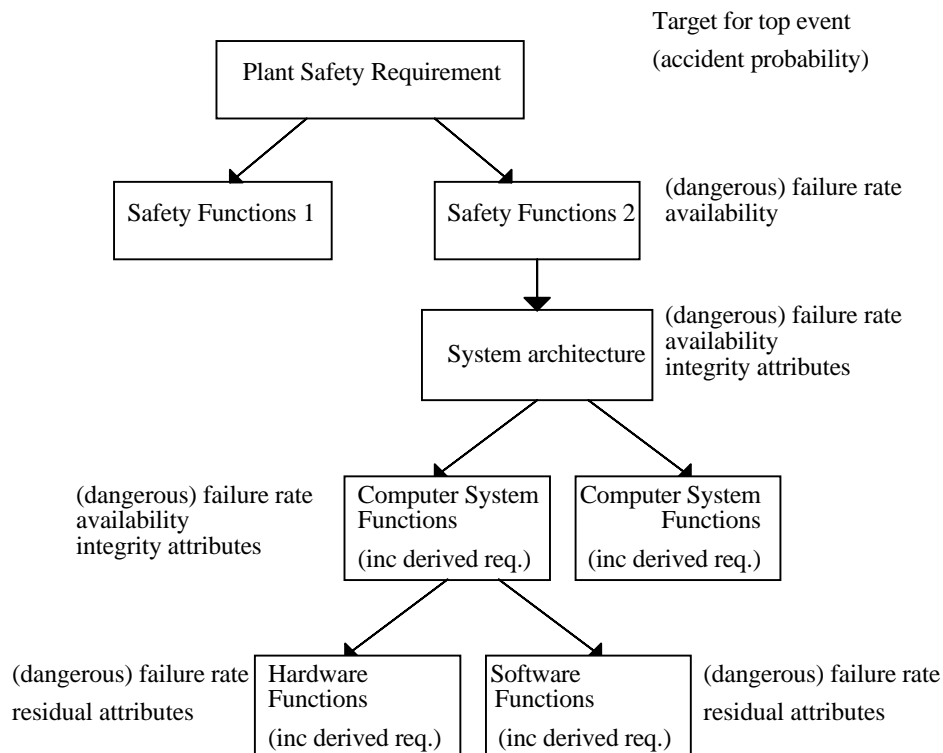 Target for top event
(accident probability)
Plant Safety Requirement
Safety Functions 1
Safety Functions 2
(dangerous) failure rate
availability
System architecture
(dangerous) failure rate
availability
integrity attributes
(dangerous) failure rate
availability
integrity attributes
Computer System
Functions
(inc derived req.)
Computer System
Functions
(inc derived req.)
(dangerous) failure rate
residual attributes
Hardware
Functions
(inc derived req.)
Software
Functions
(inc derived req.)
(dangerous) failure rate
residual attributes